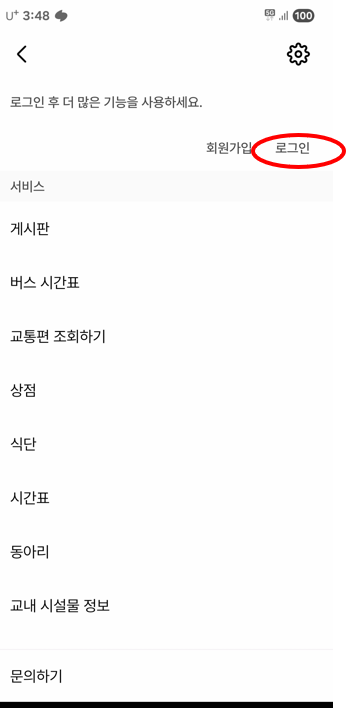 U+ 3:48 5G 100
로그인 후 더 많은 기능을 사용하세요.
회원가입 로그인
서비스
게시판
버스 시간표
교통편 조회하기
상점
식단
시간표
동아리
교내 시설물 정보
문의하기